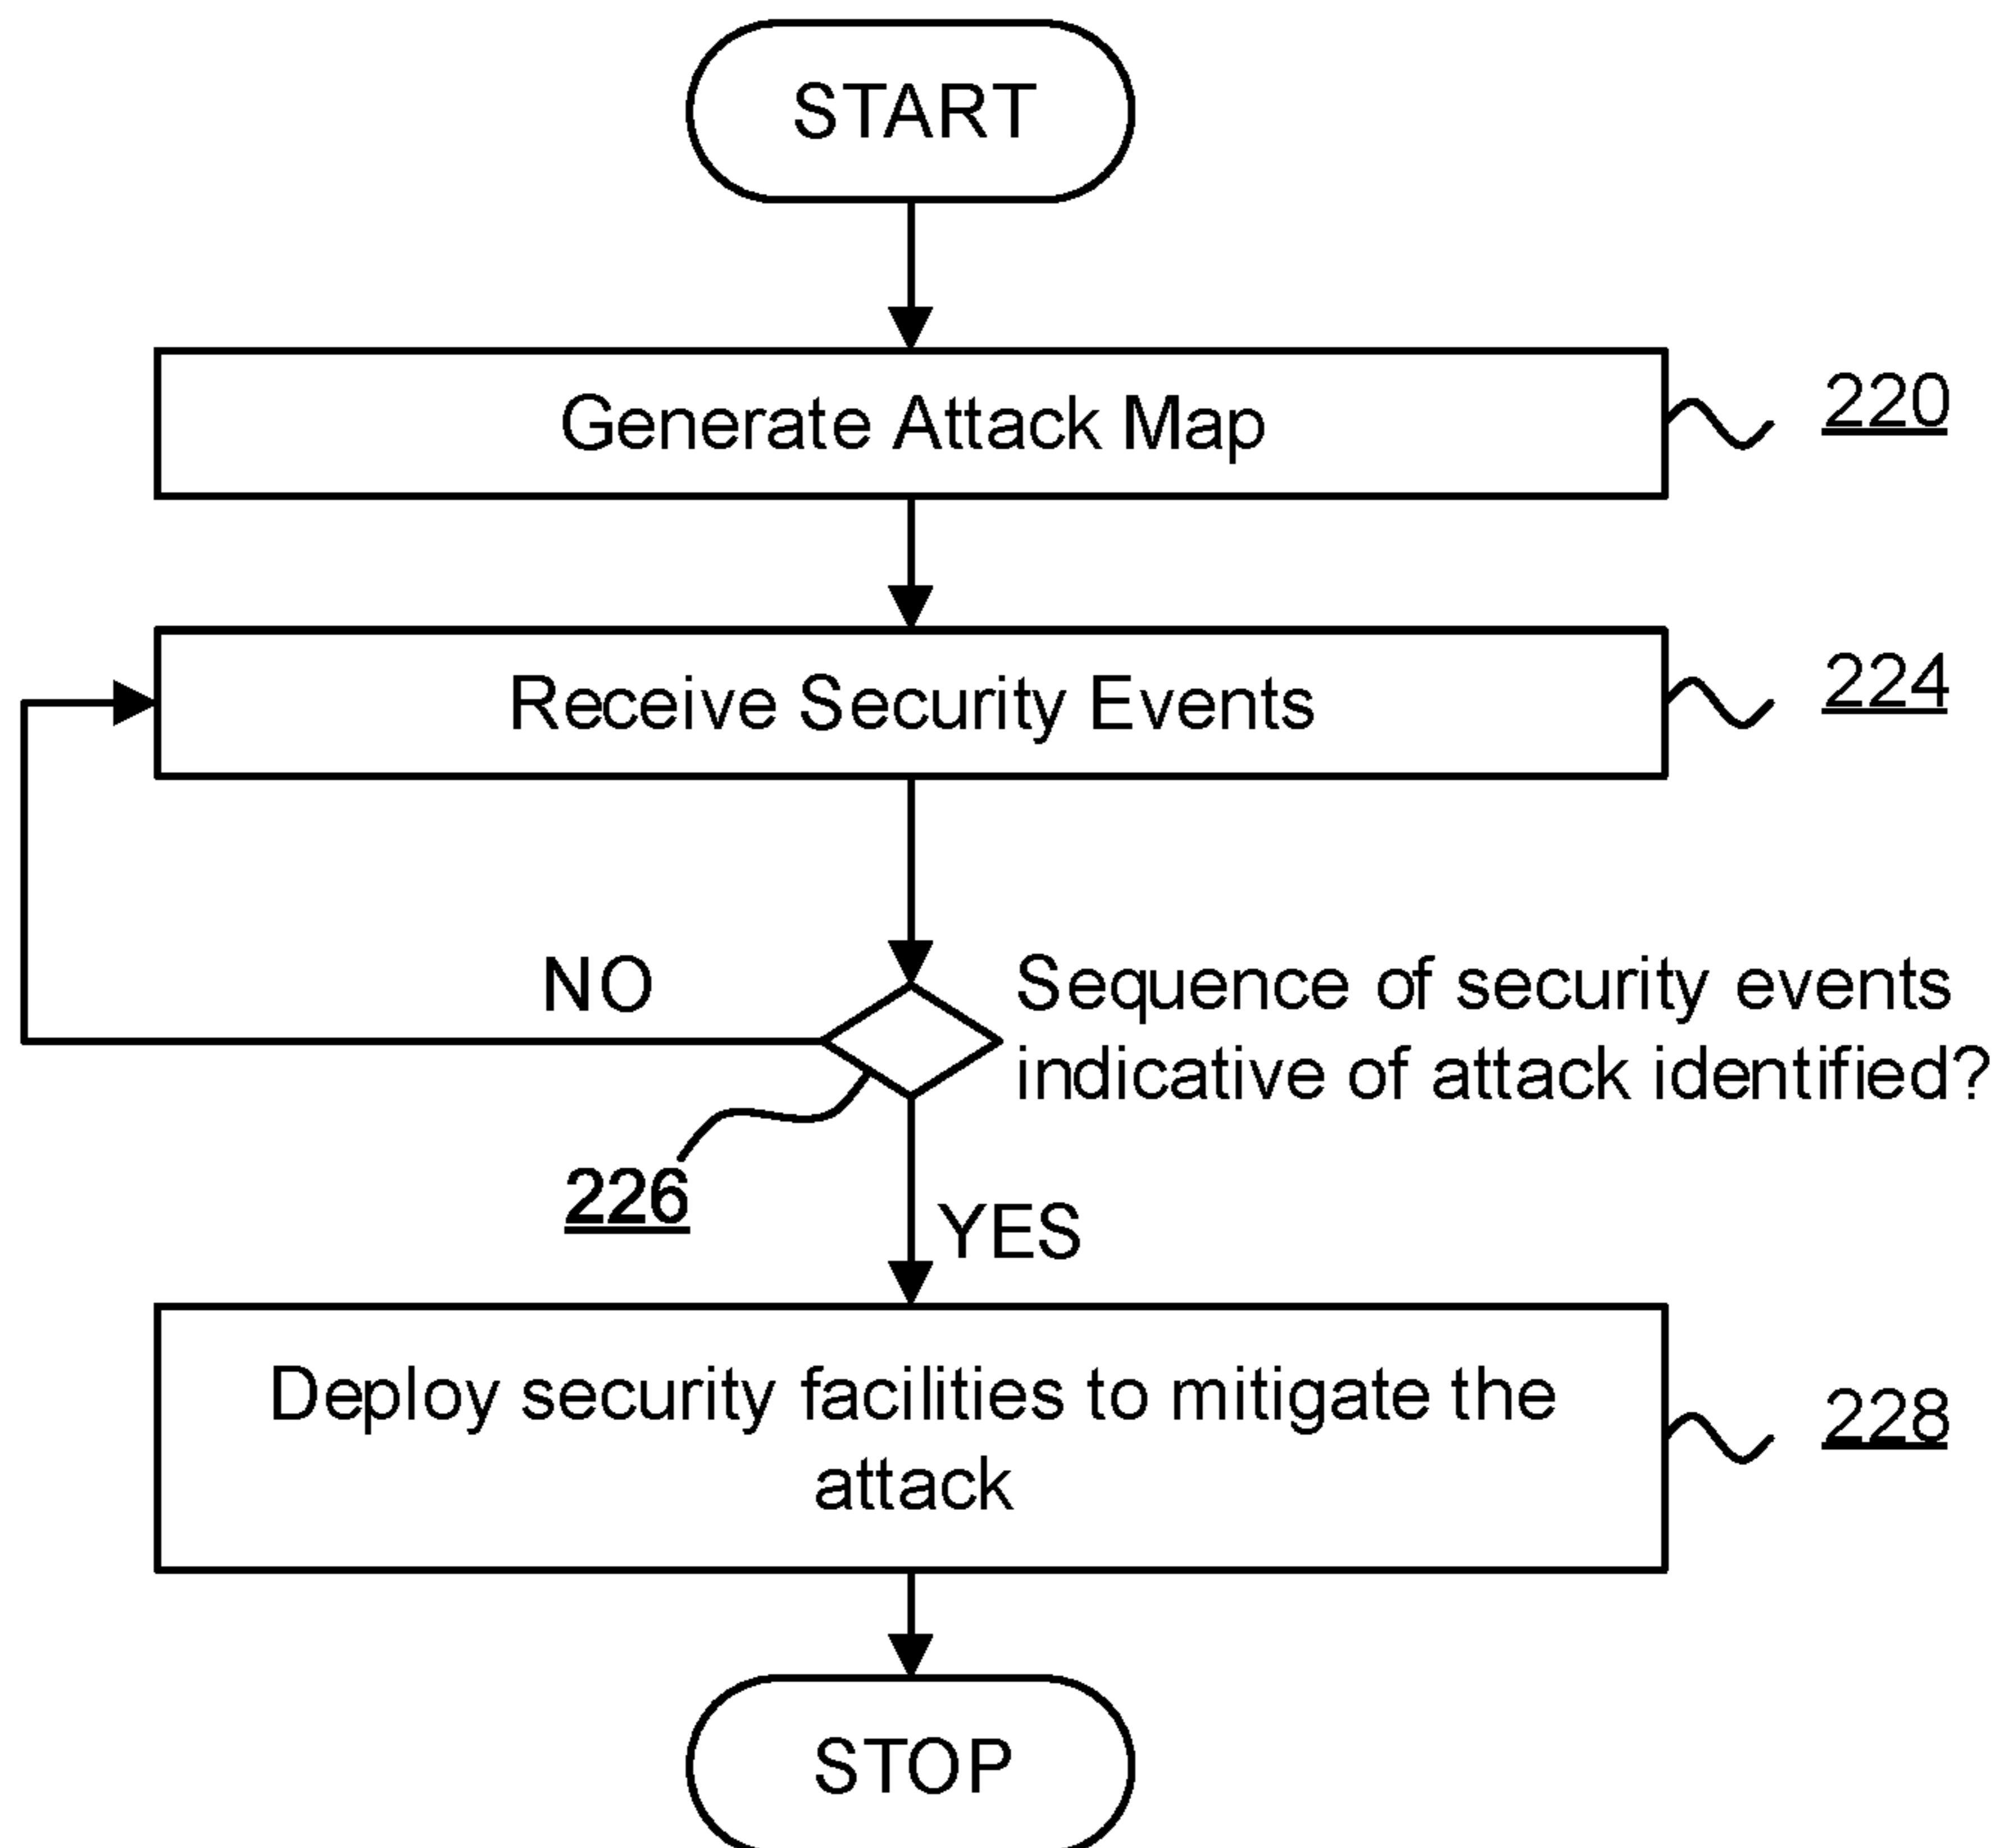 START
Generate Attack Map
220
Receive Security Events
224
NO
Sequence of security events
indicative of attack identified?
226
YES
Deploy security facilities to mitigate the
attack
228
STOP